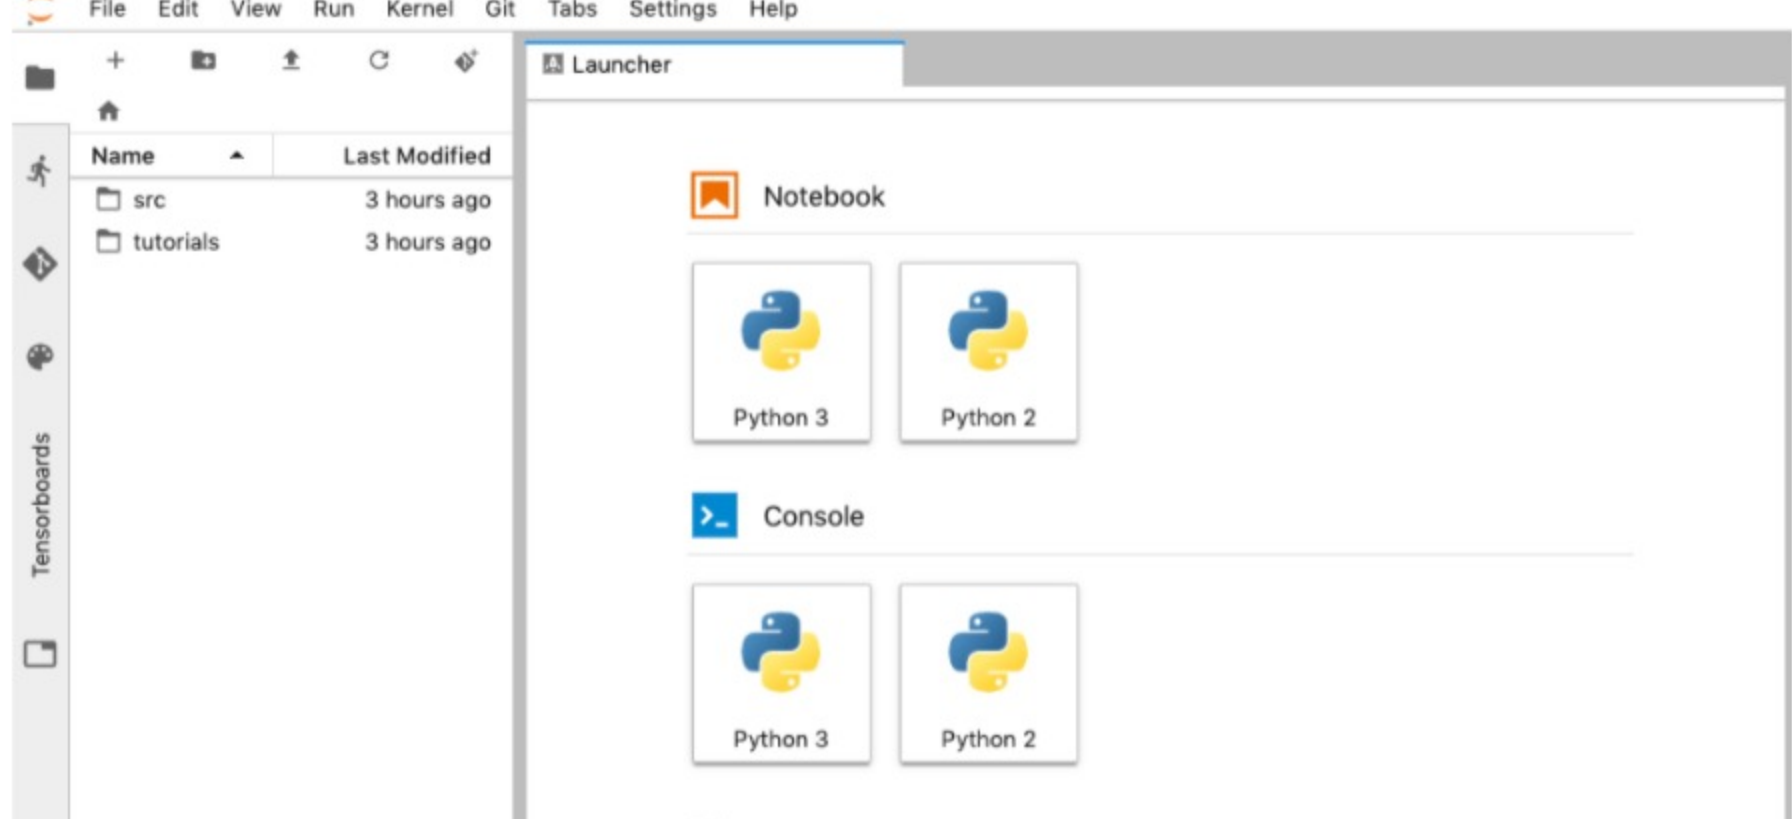 File Edit View Run Kernel Git Tabs Settings Help
Launcher
Name Last Modified
src 3 hours ago
tutorials 3 hours ago
Tensorboards
Notebook
Python 3 Python 2
Console
Python 3 Python 2